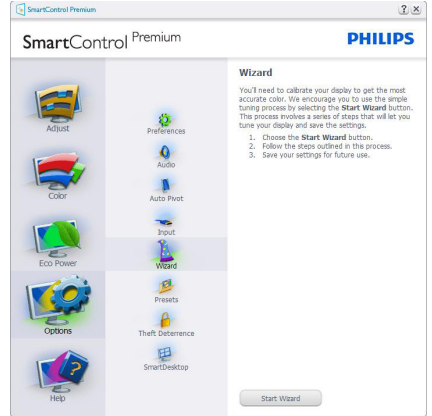 SmartControl Premium
? x
SmartControl Premium
PHILIPS
Adjust
Color
Eco Power
Options
Help
Preferences
Audio
Auto Pivot
Input
Wizard
Presets
Theft Deterrence
SmartDesktop
Wizard
You'll need to calibrate your display to get the most
accurate color. We encourage you to use the simple
tuning process by selecting the Start Wizard button.
This process involves a series of steps that will let you
tune your display and save the settings.
1. Choose the Start Wizard button.
2. Follow the steps outlined in this process.
3. Save your settings for future use.
Start Wizard